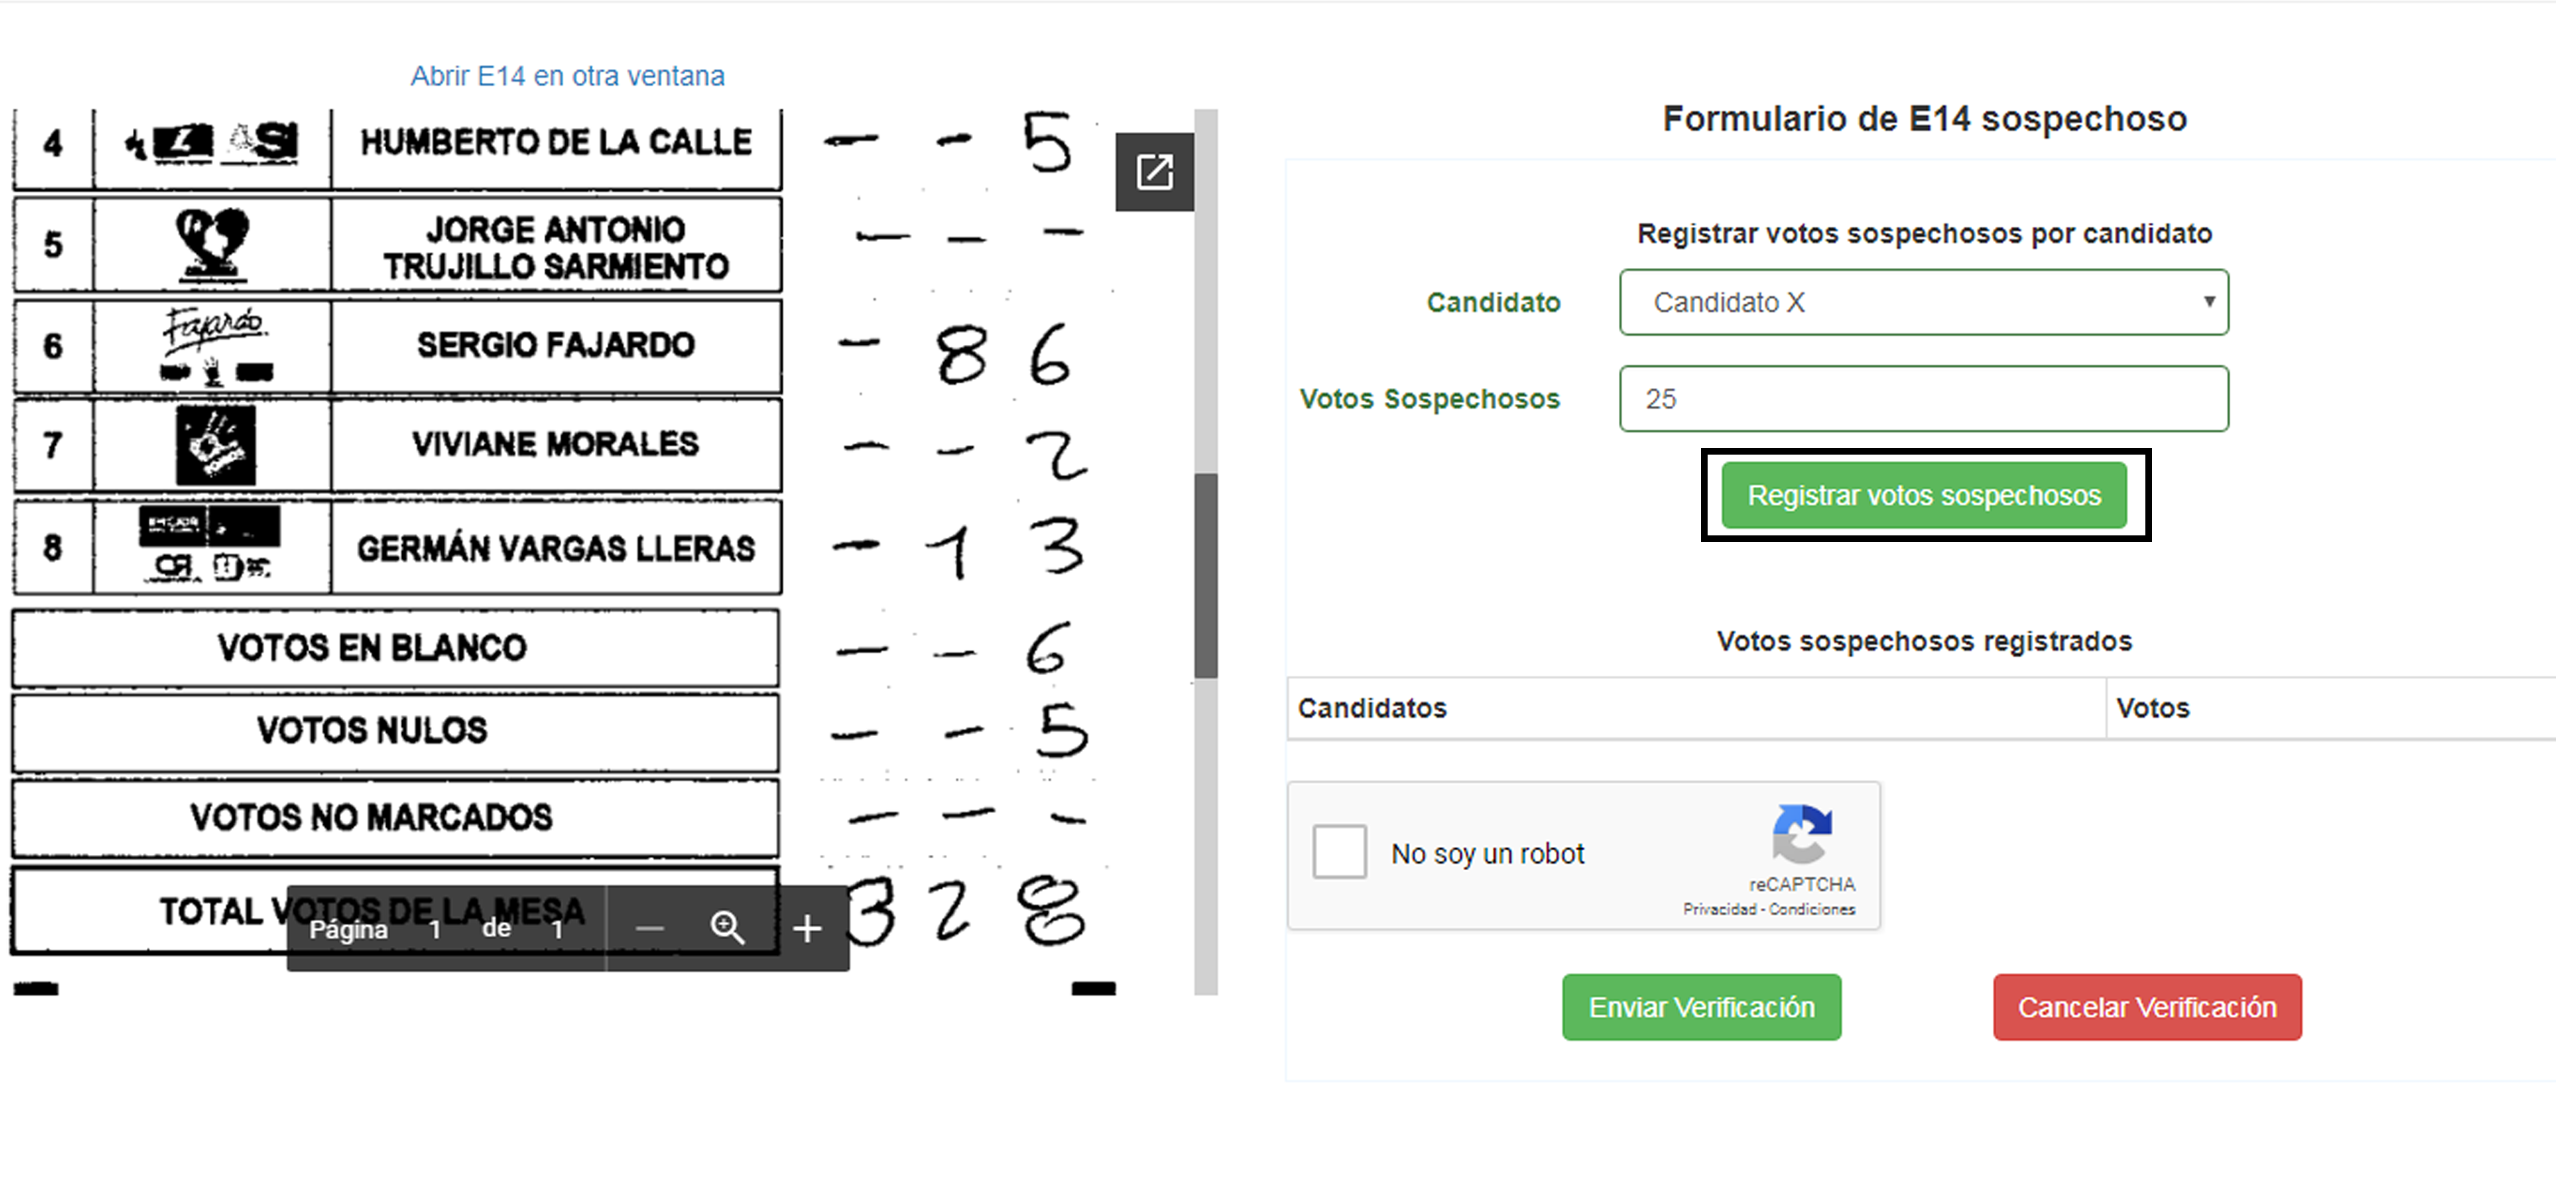 Abrir E14 en otra ventana
4 HUMBERTO DE LA CALLE - - 5
5 JORGE ANTONIO
TRUJILLO SARMIENTO - - -
6 Fajardo SERGIO FAJARDO - 8 6
7 VIVIANE MORALES - - 2
8 GERMÁN VARGAS LLERAS - 1 3
VOTOS EN BLANCO - - 6
VOTOS NULOS - - 5
VOTOS NO MARCADOS - - -
TOTAL VOTOS DE LA MESA 3 2 8
Página 1 de 1
Formulario de E14 sospechoso
Registrar votos sospechosos por candidato
Candidato Candidato X
Votos Sospechosos 25
Registrar votos sospechosos
Votos sospechosos registrados
Candidatos Votos
No soy un robot
reCAPTCHA
Privacidad - Condiciones
Enviar Verificación Cancelar Verificación